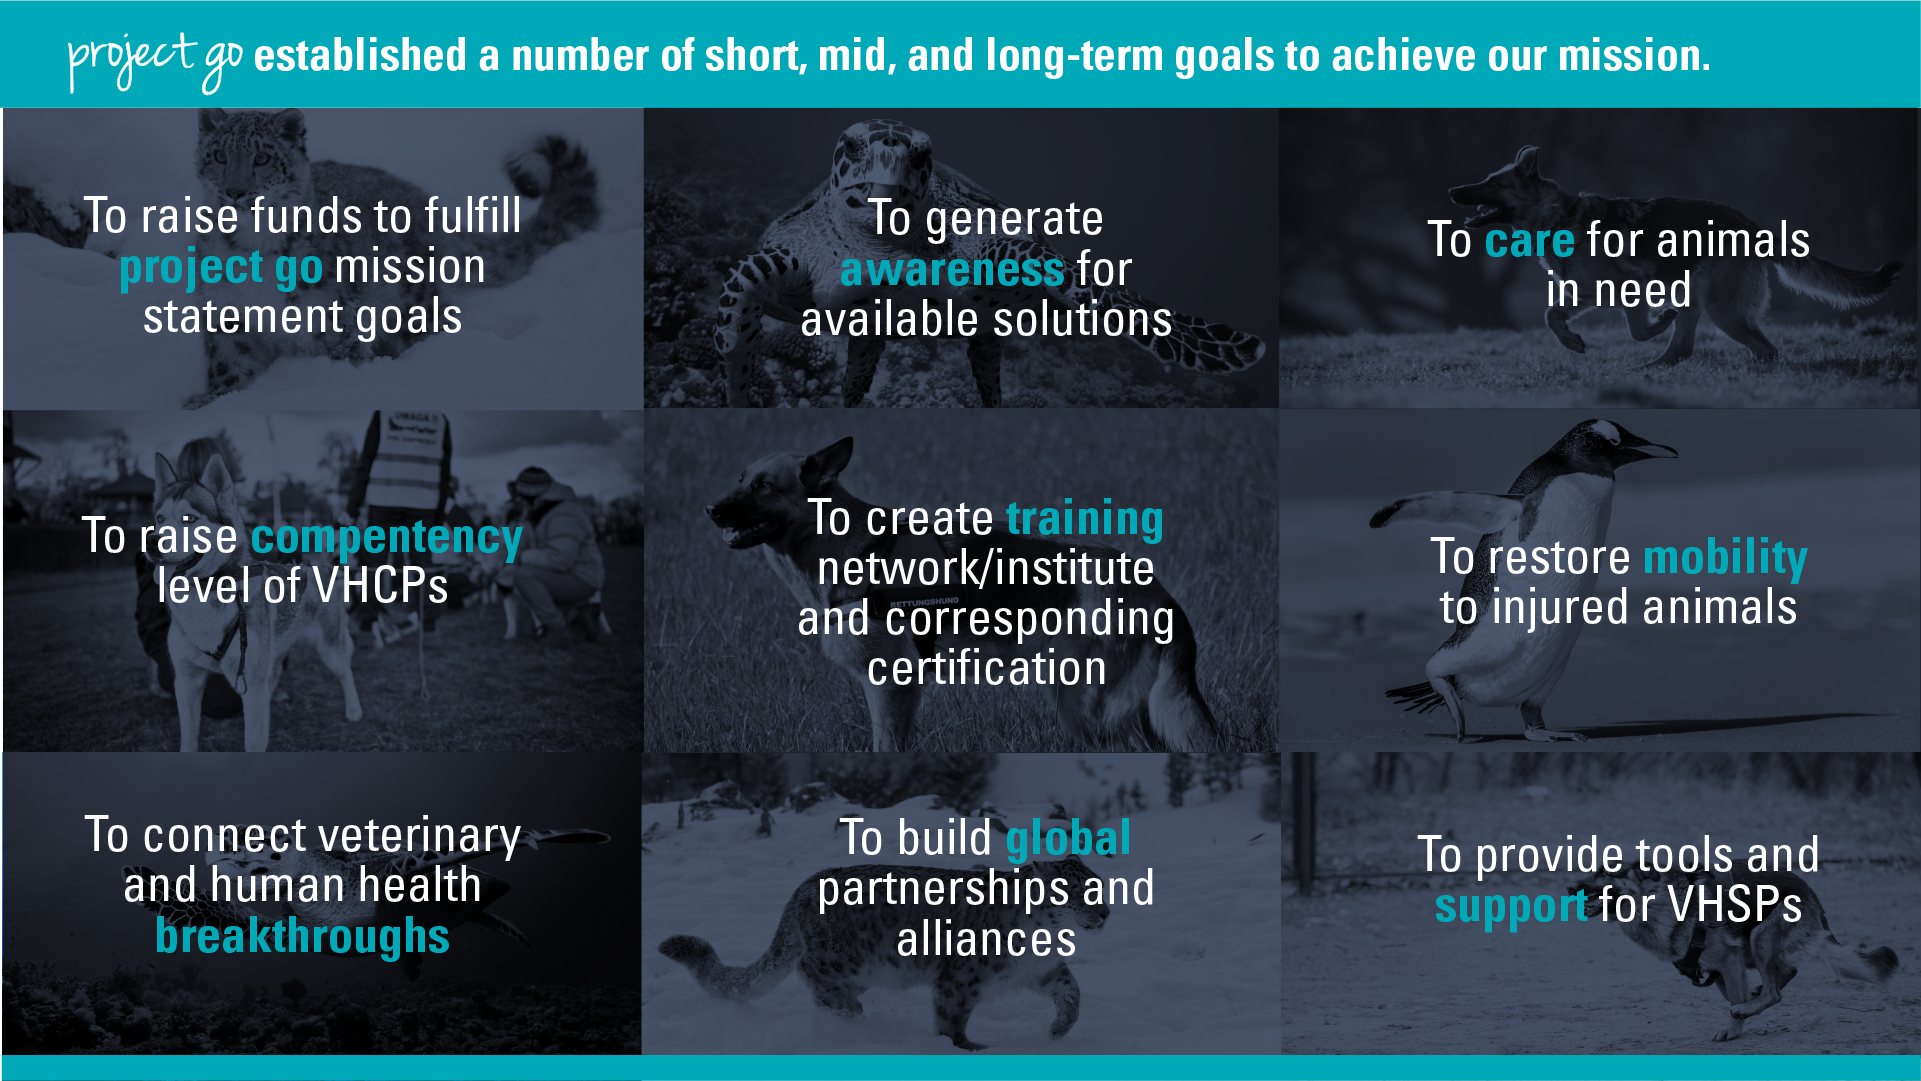 project go established a number of short, mid, and long-term goals to achieve our mission.
To raise funds to fulfill
project go mission
statement goals
To generate
awareness for
available solutions
To care for animals
in need
To raise compentency
level of VHCPs
To create training
network/institute
and corresponding
certification
RETTUNGSHUND
To restore mobility
to injured animals
To connect veterinary
and human health
breakthroughs
To build global
partnerships and
alliances
To provide tools and
support for VHSPs